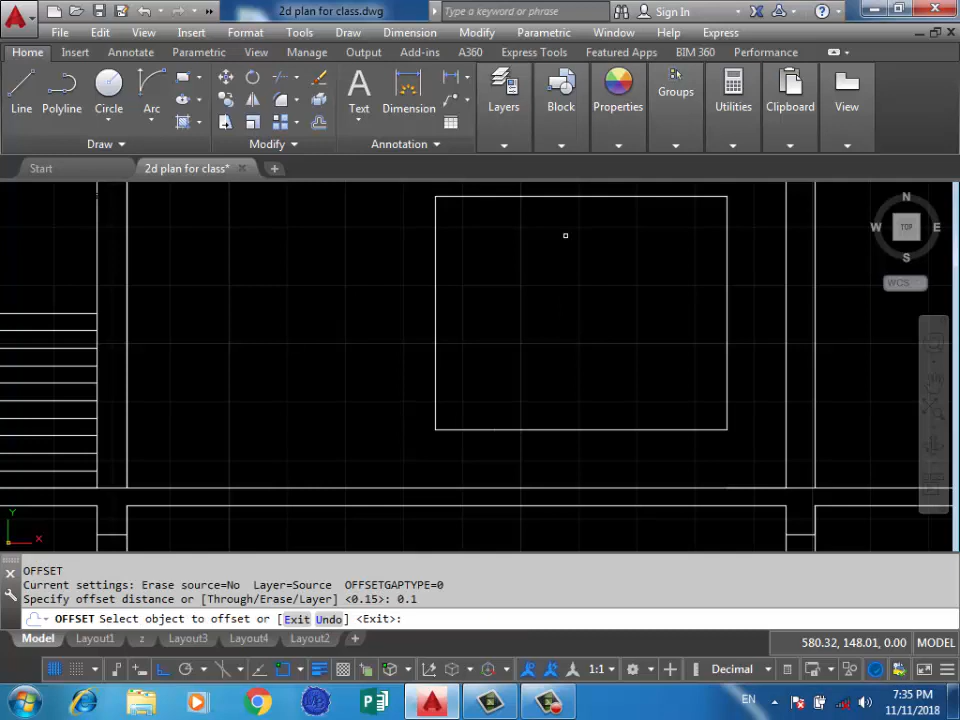 2d plan for class.dwg
Type a keyword or phrase
Sign In
File Edit View Insert Format Tools Draw Dimension Modify Parametric Window Help Express
Home Insert Annotate Parametric View Manage Output Add-ins A360 Express Tools Featured Apps BIM 360 Performance
Line Polyline Circle Arc Text Dimension Layers Block Properties Groups Utilities Clipboard View
Draw Modify Annotation
Start 2d plan for class*
N
W TOP E
S
WCS
Y
X
OFFSET
Current settings: Erase source=No Layer=Source OFFSETGAPTYPE=0
Specify offset distance or [Through/Erase/Layer] <0.15>: 0.1
OFFSET Select object to offset or [Exit Undo] <Exit>:
Model Layout1 z Layout3 Layout4 Layout2
580.32, 148.01, 0.00 MODEL
1:1 Decimal
EN
7:35 PM
11/11/2018